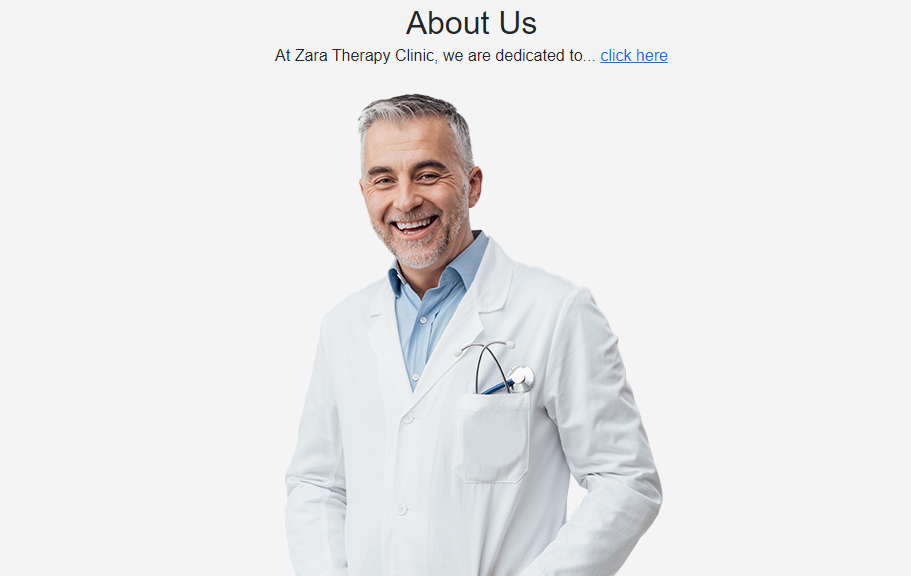 About Us
At Zara Therapy Clinic, we are dedicated to... click here